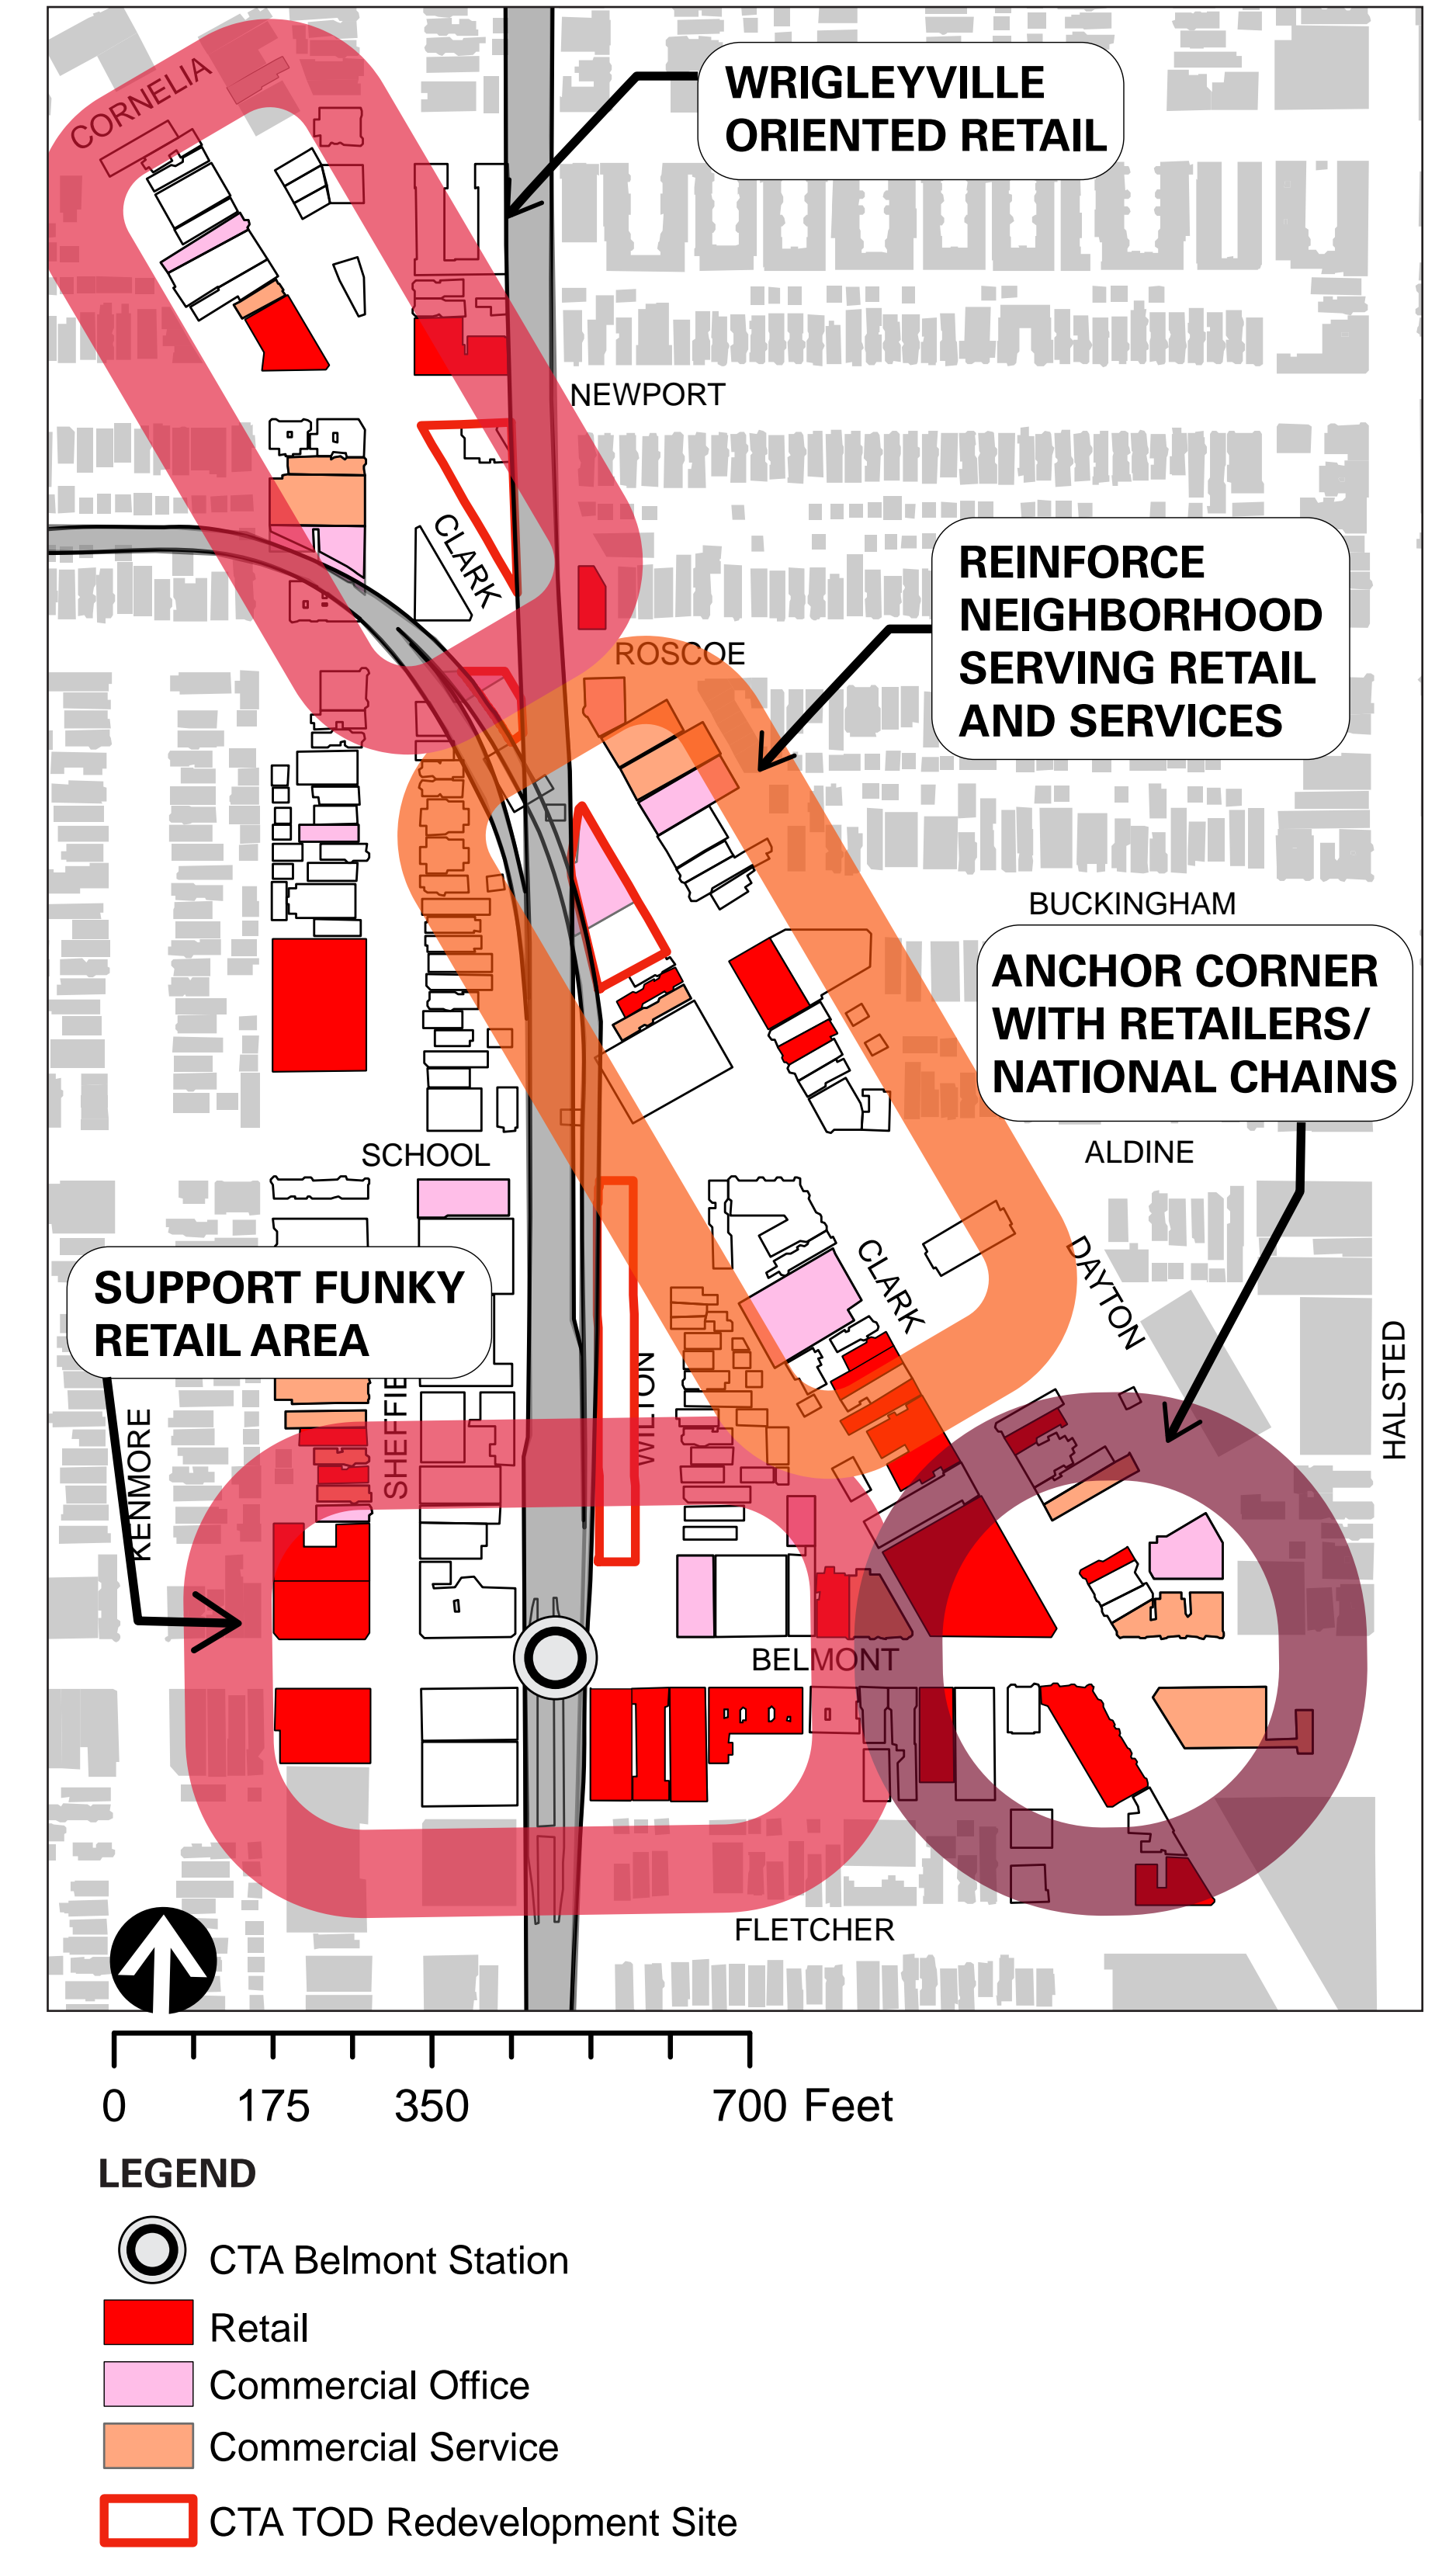 CORNELIA
WRIGLEYVILLE
ORIENTED RETAIL
NEWPORT
CLARK
REINFORCE
NEIGHBORHOOD
SERVING RETAIL
AND SERVICES
ROSCOE
BUCKINGHAM
ANCHOR CORNER
WITH RETAILERS/
NATIONAL CHAINS
SCHOOL
ALDINE
SUPPORT FUNKY
RETAIL AREA
CLARK
DAYTON
HALSTED
KENMORE
SHEFFIE
WILTON
BELMONT
FLETCHER
0 175 350 700 Feet
LEGEND
CTA Belmont Station
Retail
Commercial Office
Commercial Service
CTA TOD Redevelopment Site